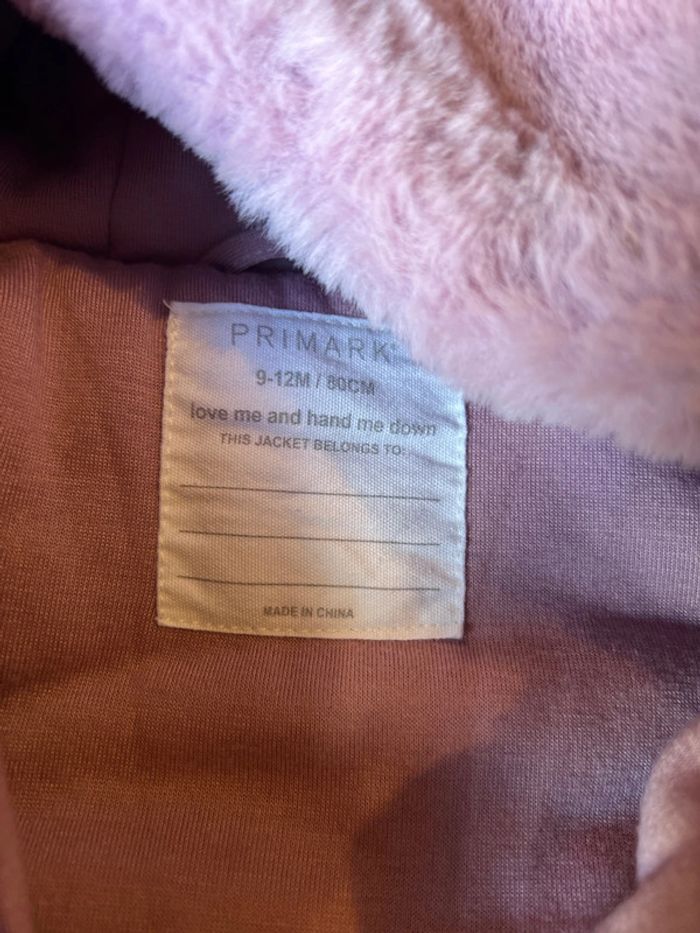 PRIMARK
9-12M / 80CM
love me and hand me down
THIS JACKET BELONGS TO:
MADE IN CHINA